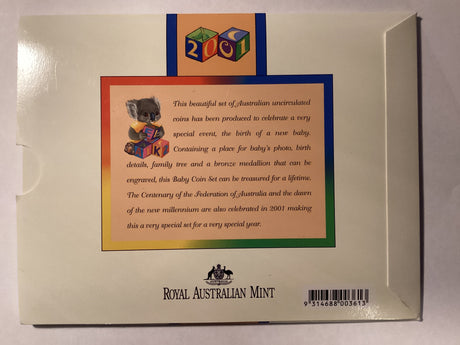 2001
This beautiful set of Australian uncirculated
coins has been produced to celebrate a very
special event, the birth of a new baby.
Containing a place for baby's photo, birth
details, family tree and a bronze medallion that can be
engraved, this Baby Coin Set can be treasured for a lifetime.
The Centenary of the Federation of Australia and the dawn
of the new millennium are also celebrated in 2001 making
this a very special set for a very special year.
K
ROYAL AUSTRALIAN MINT
9 314688 003613